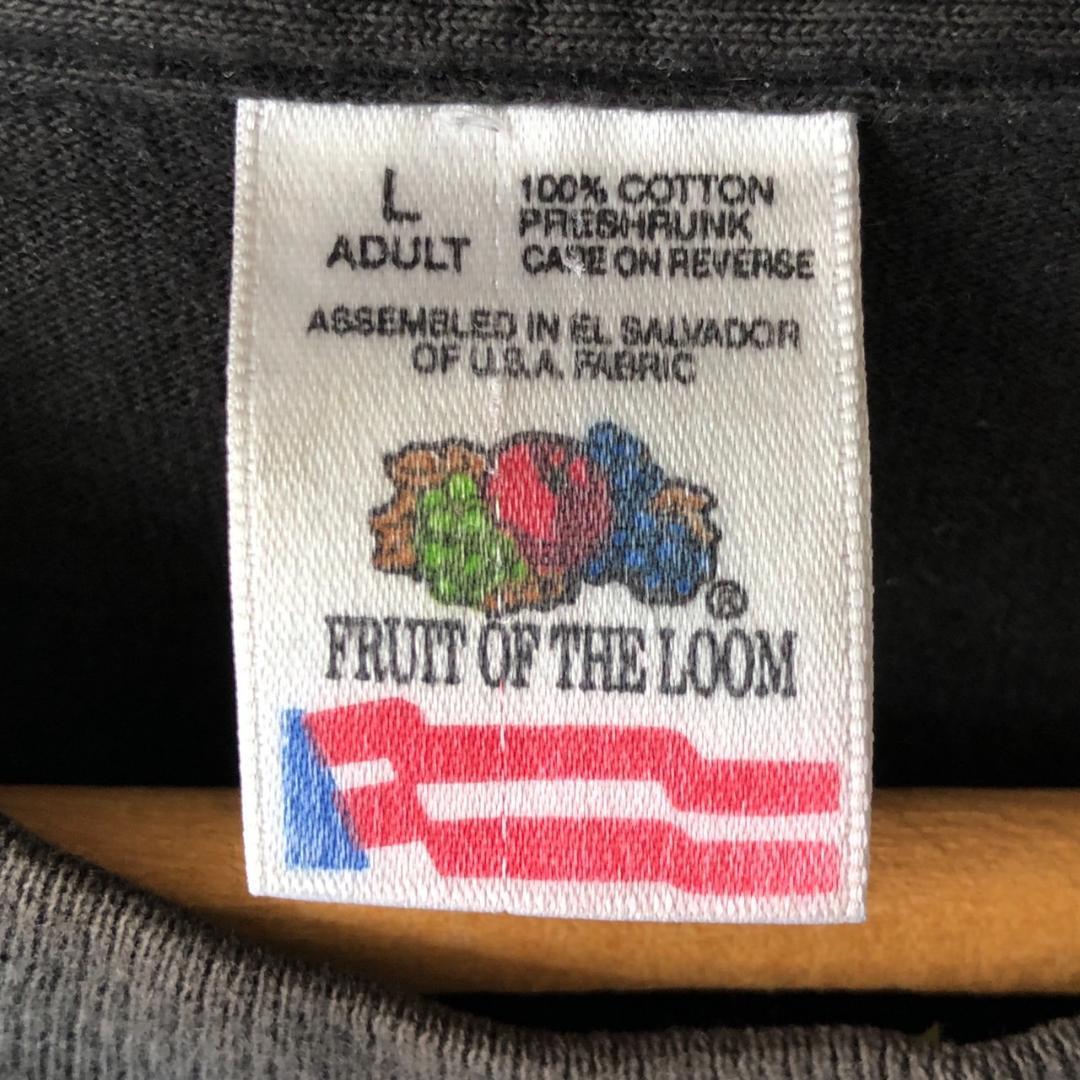 L
ADULT
100% COTTON
PRESHRUNK
CARE ON REVERSE
ASSEMBLED IN EL SALVADOR
OF U.S.A. FABRIC
®
FRUIT OF THE LOOM